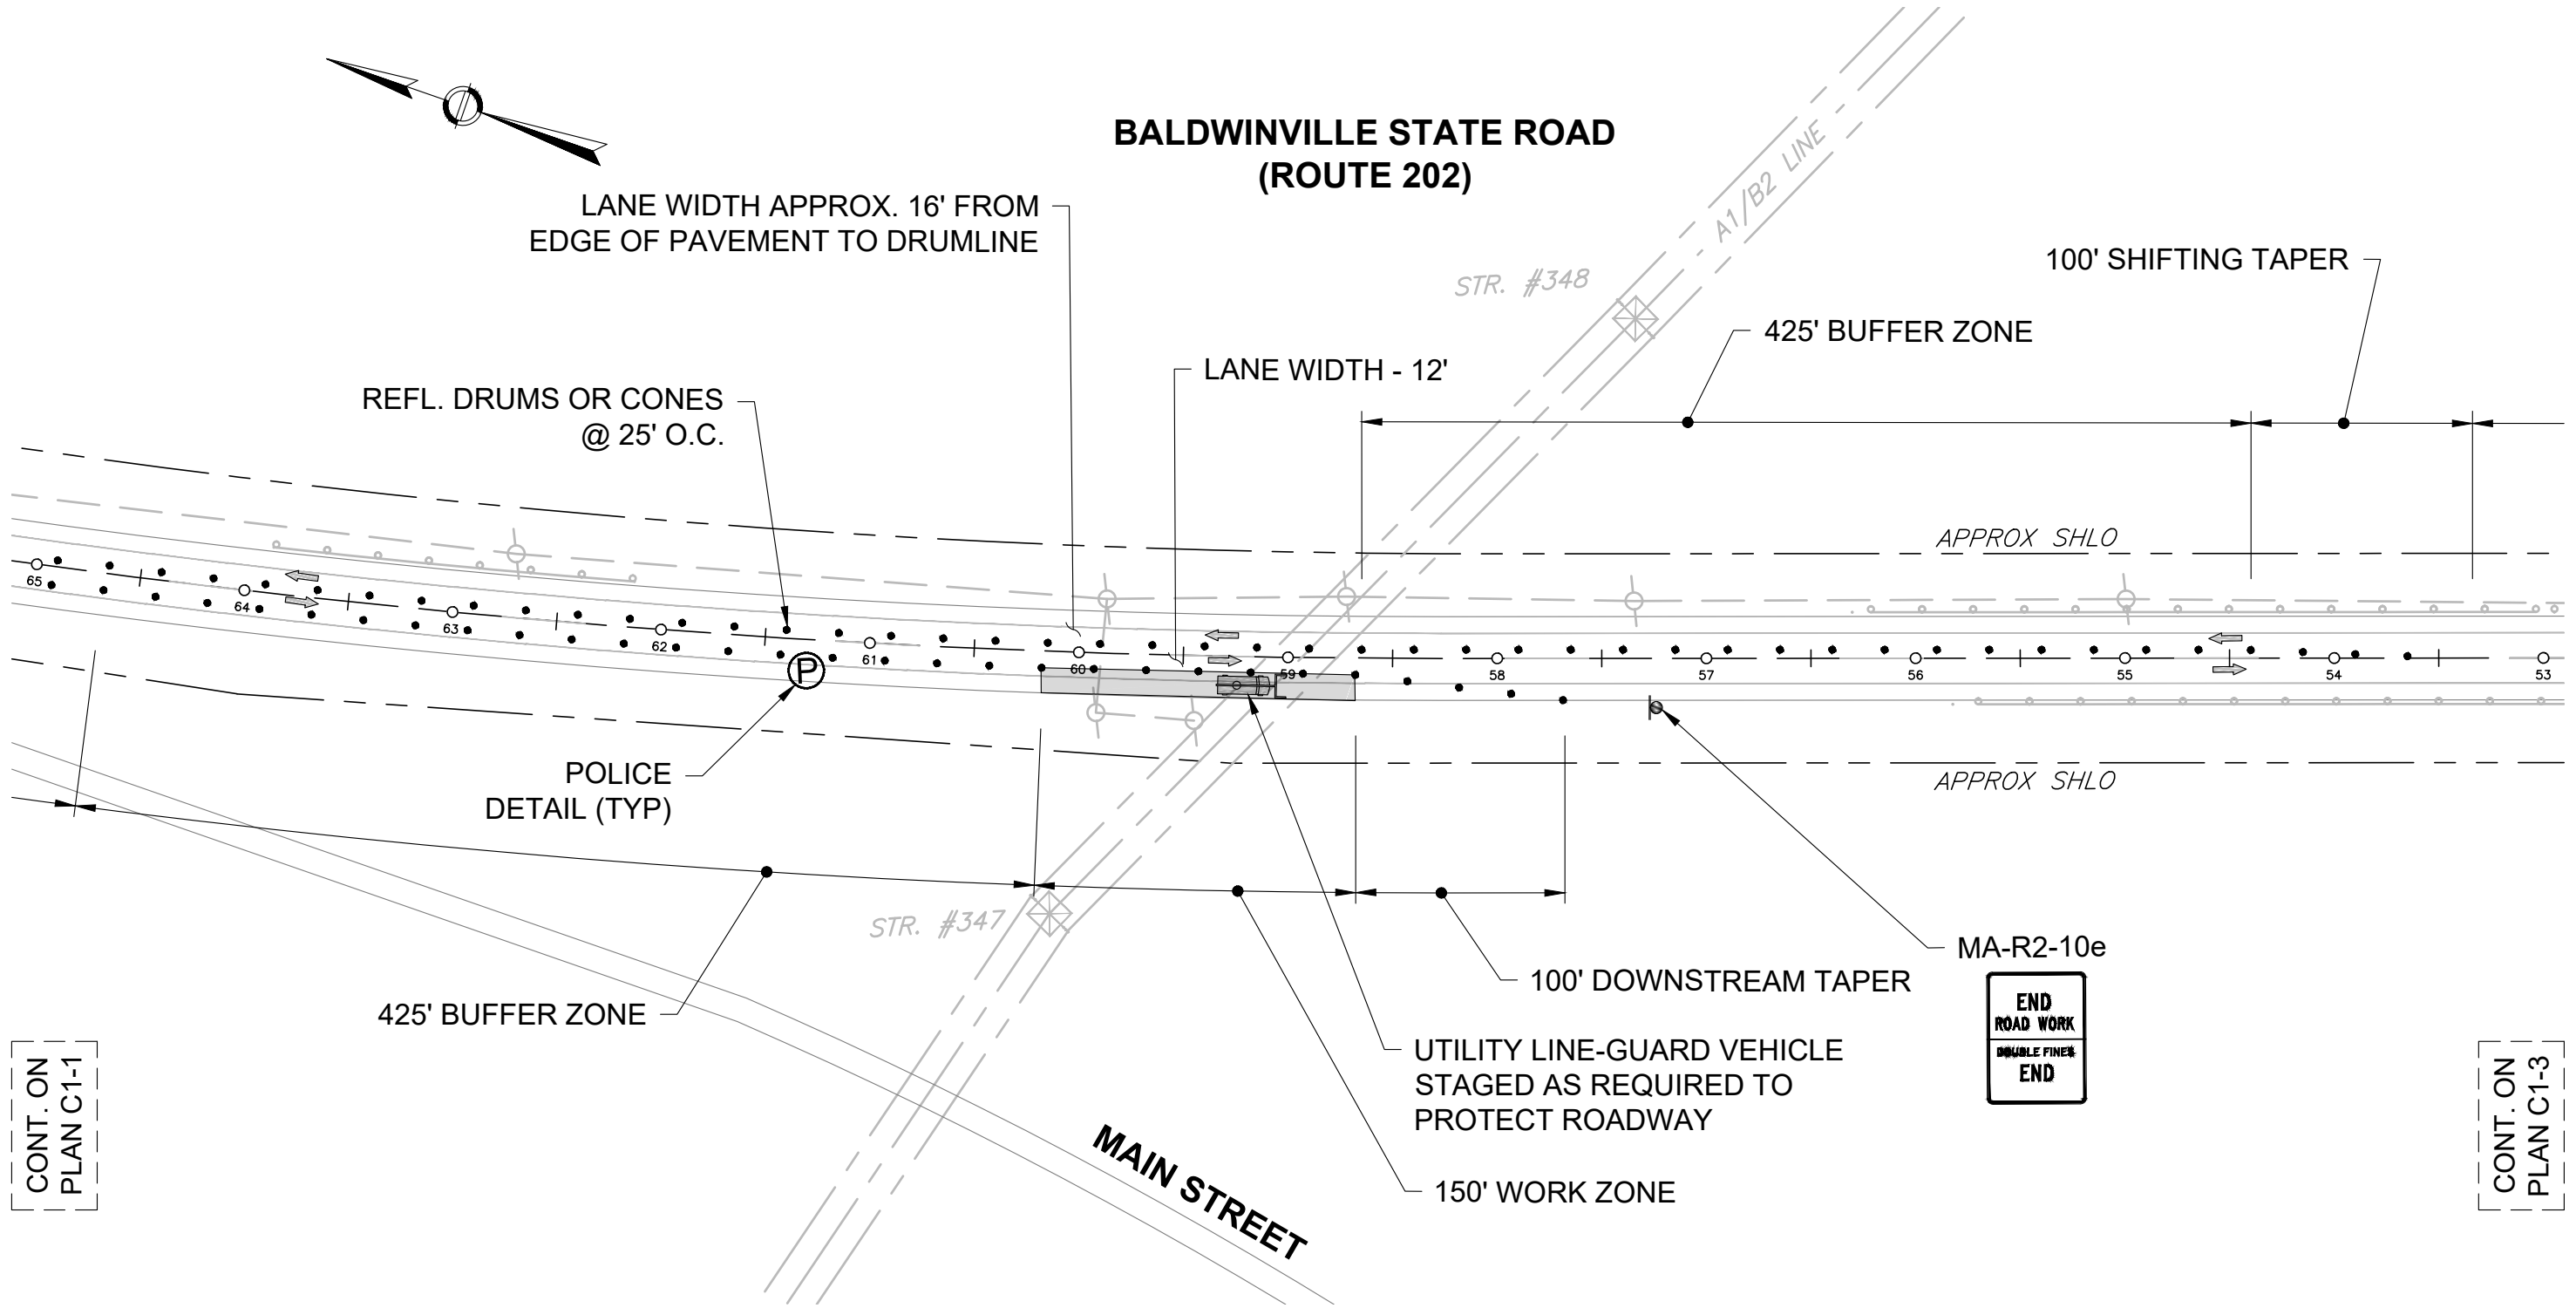 BALDWINVILLE STATE ROAD
(ROUTE 202)
LANE WIDTH APPROX. 16' FROM
EDGE OF PAVEMENT TO DRUMLINE
A1/B2 LINE
STR. #348
100' SHIFTING TAPER
425' BUFFER ZONE
LANE WIDTH - 12'
REFL. DRUMS OR CONES
@ 25' O.C.
APPROX SHLO
65
64
63
62
61
60
59
58
57
56
55
54
53
P
POLICE
DETAIL (TYP)
APPROX SHLO
STR. #347
MA-R2-10e
END
ROAD WORK
DOUBLE FINES
END
100' DOWNSTREAM TAPER
425' BUFFER ZONE
UTILITY LINE-GUARD VEHICLE
STAGED AS REQUIRED TO
PROTECT ROADWAY
150' WORK ZONE
MAIN STREET
CONT. ON
PLAN C1-1
CONT. ON
PLAN C1-3